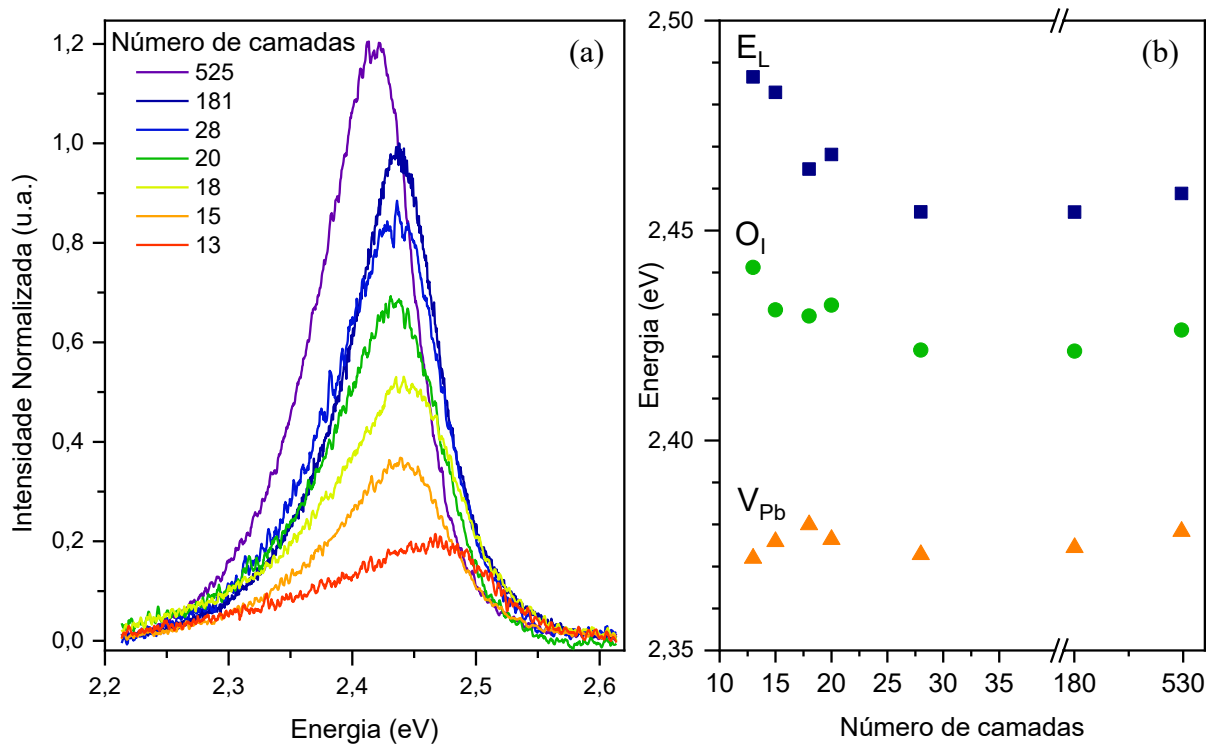 Número de camadas
525
181
28
20
18
15
13
(a)
1,2
1,0
0,8
0,6
0,4
0,2
0,0
Intensidade Normalizada (u.a.)
2,2 2,3 2,4 2,5 2,6
Energia (eV)
(b)
2,50
2,45
2,40
2,35
Energia (eV)
E_L
O_I
V_Pb
10 15 20 25 30 35 180 530
Número de camadas